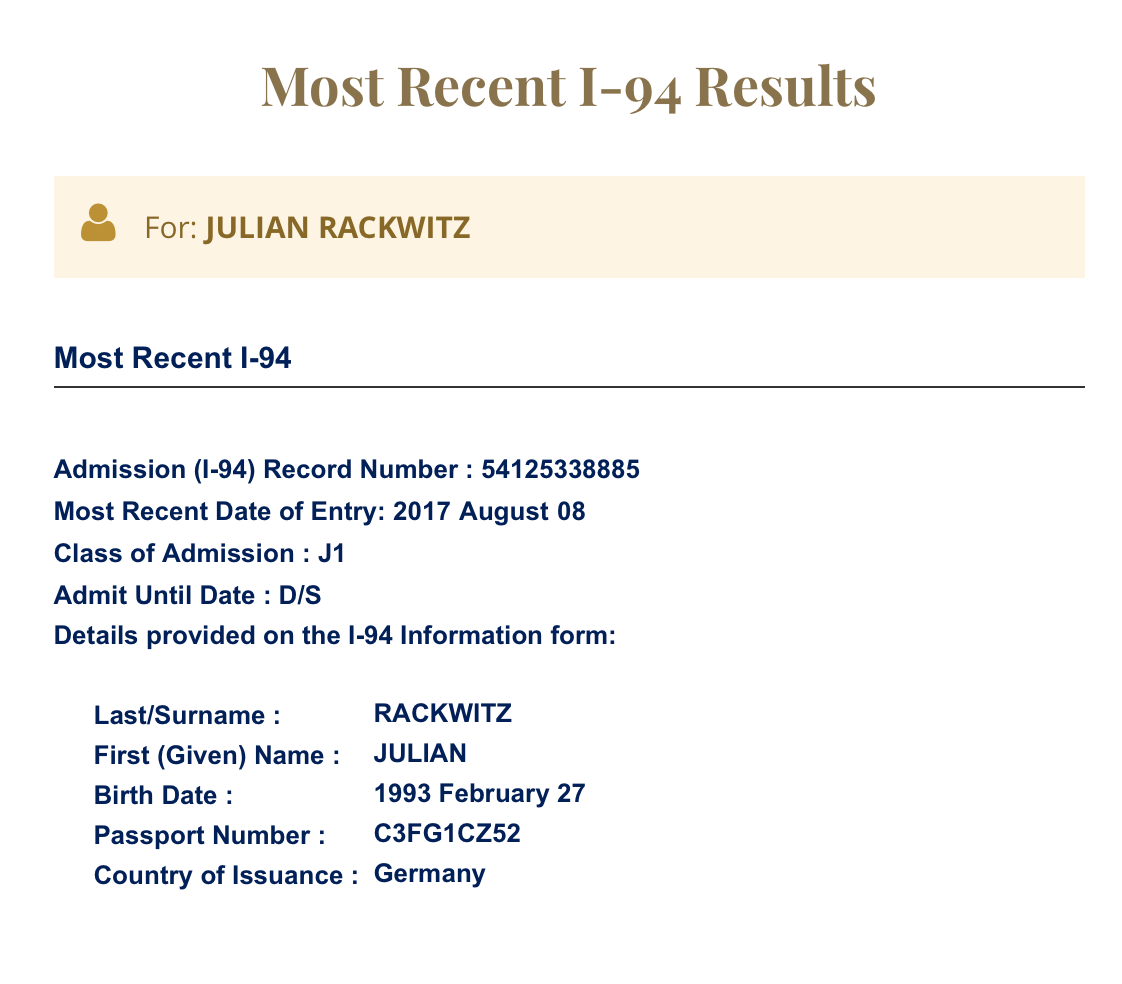 Most Recent I-94 Results
For: JULIAN RACKWITZ
Most Recent I-94
Admission (I-94) Record Number : 54125338885
Most Recent Date of Entry: 2017 August 08
Class of Admission : J1
Admit Until Date : D/S
Details provided on the I-94 Information form:
Last/Surname : RACKWITZ
First (Given) Name : JULIAN
Birth Date : 1993 February 27
Passport Number : C3FG1CZ52
Country of Issuance : Germany